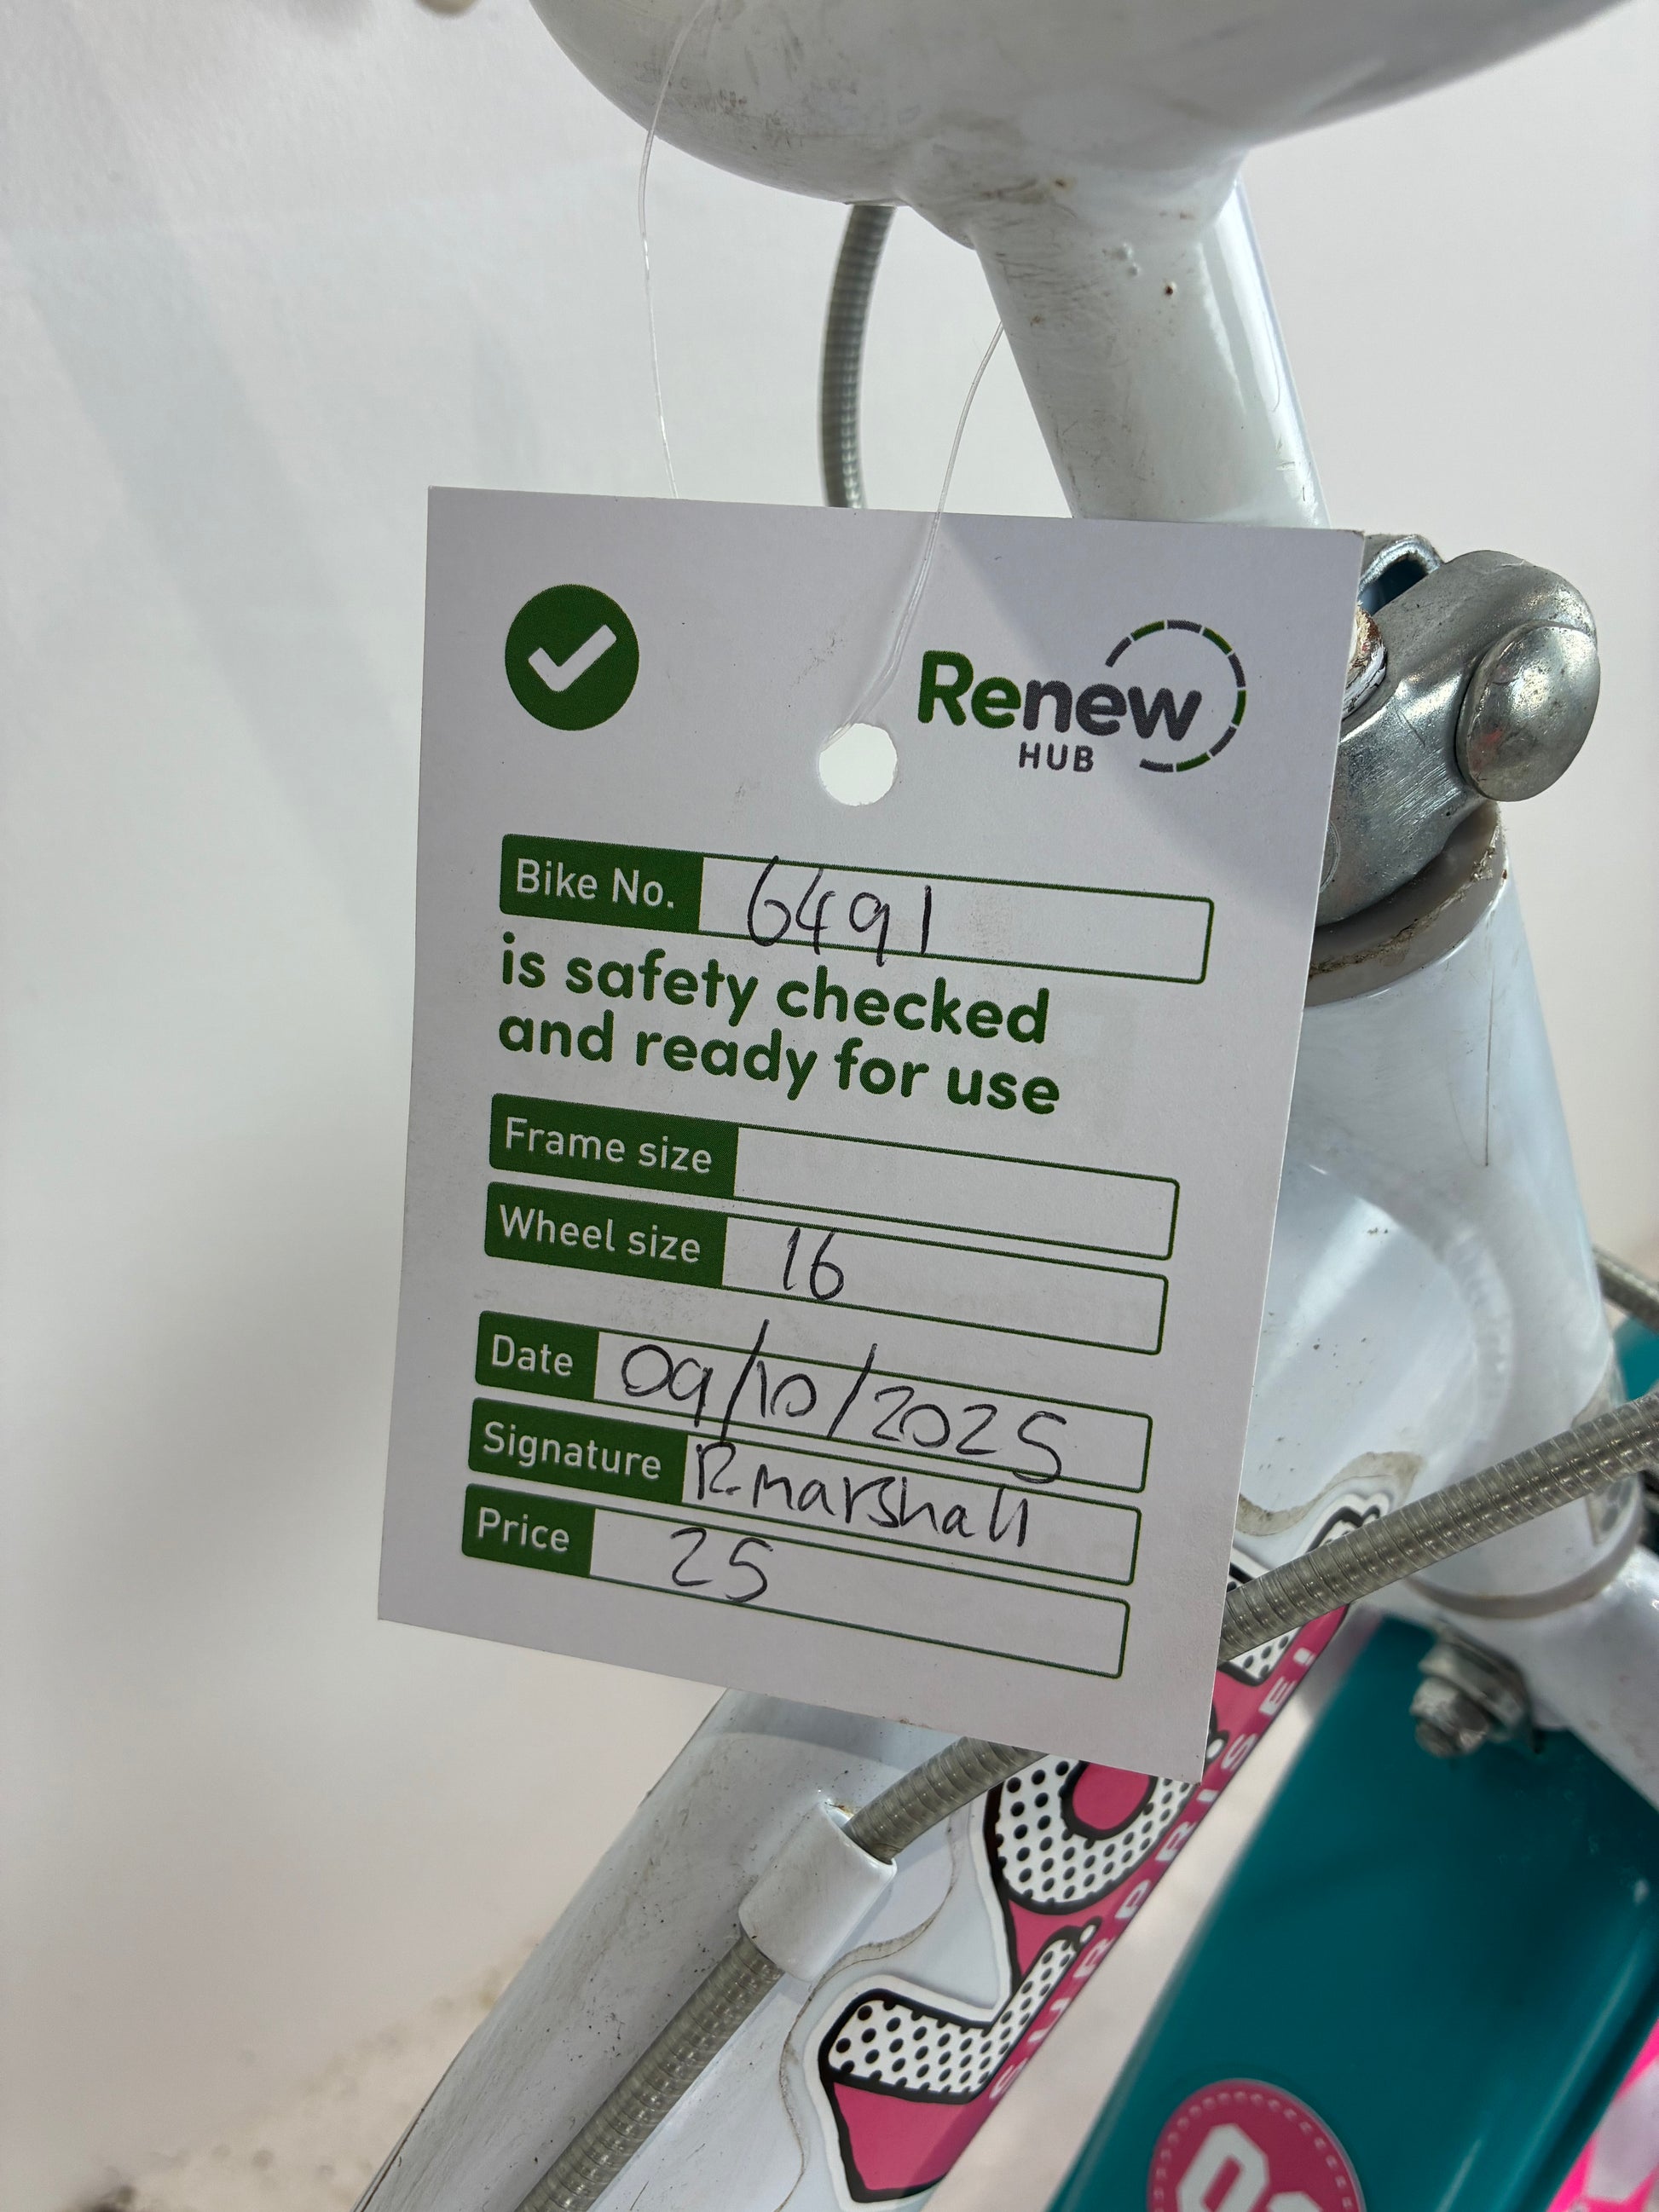 Renew
HUB
Bike No. 6491
is safety checked
and ready for use
Frame size
Wheel size 16
Date 09/10/2025
Signature R.marshall
Price 25
SURPRISE!